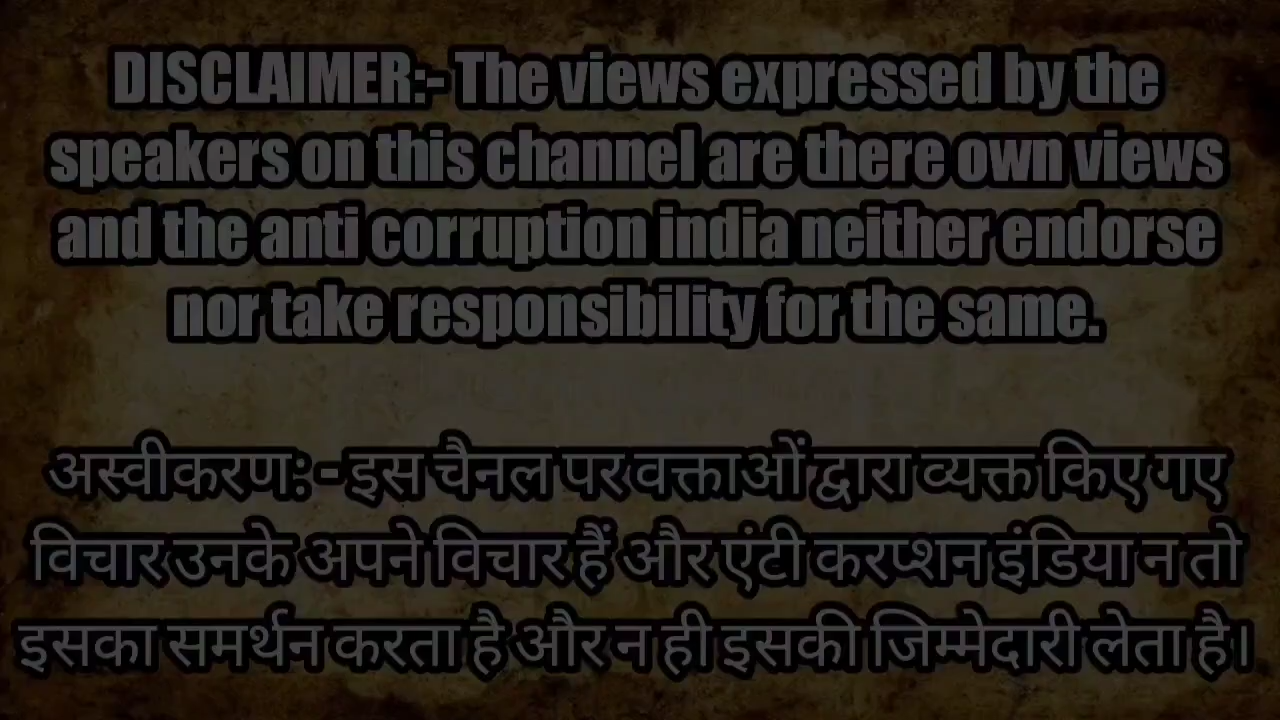 DISCLAIMER:- The views expressed by the
speakers on this channel are there own views
and the anti corruption india neither endorse
nor take responsibility for the same.
अस्वीकरण: - इस चैनल पर वक्ताओं द्वारा व्यक्त किए गए
विचार उनके अपने विचार हैं और एंटी करप्शन इंडिया न तो
इसका समर्थन करता है और न ही इसकी जिम्मेदारी लेता है।